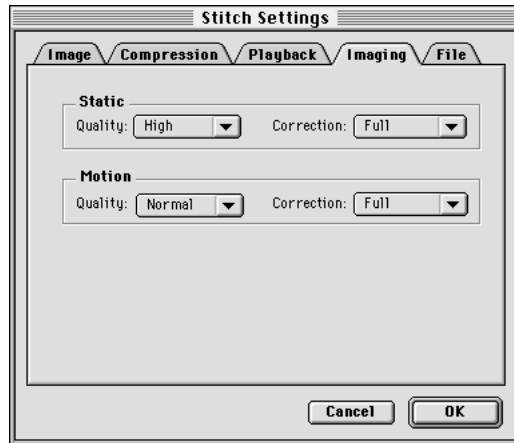 Stitch Settings
Image Compression Playback Imaging File
Static
Quality: High Correction: Full
Motion
Quality: Normal Correction: Full
Cancel OK